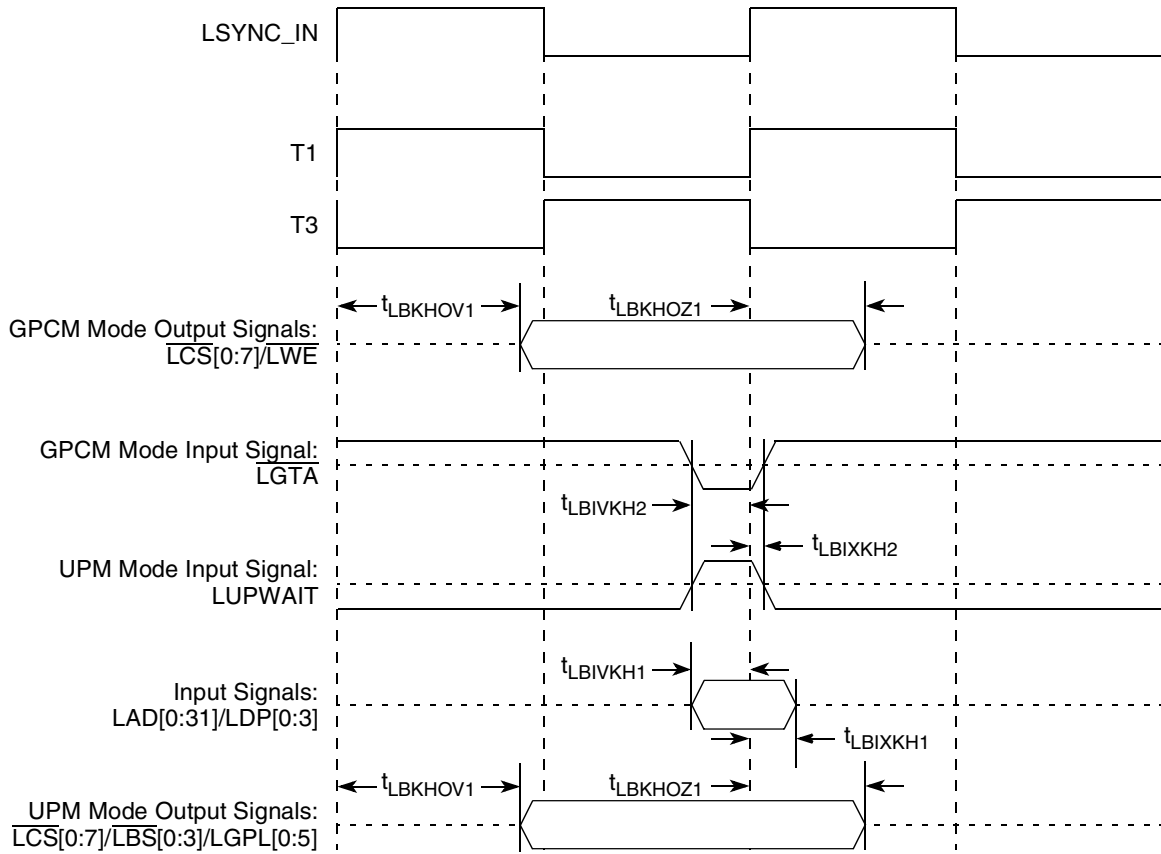 LSYNC_IN
T1
T3
tLBKHOV1
tLBKHOZ1
GPCM Mode Output Signals:
LCS[0:7]/LWE
GPCM Mode Input Signal:
LGTA
tLBIVKH2
tLBIXKH2
UPM Mode Input Signal:
LUPWAIT
tLBIVKH1
Input Signals:
LAD[0:31]/LDP[0:3]
tLBIXKH1
tLBKHOV1
tLBKHOZ1
UPM Mode Output Signals:
LCS[0:7]/LBS[0:3]/LGPL[0:5]